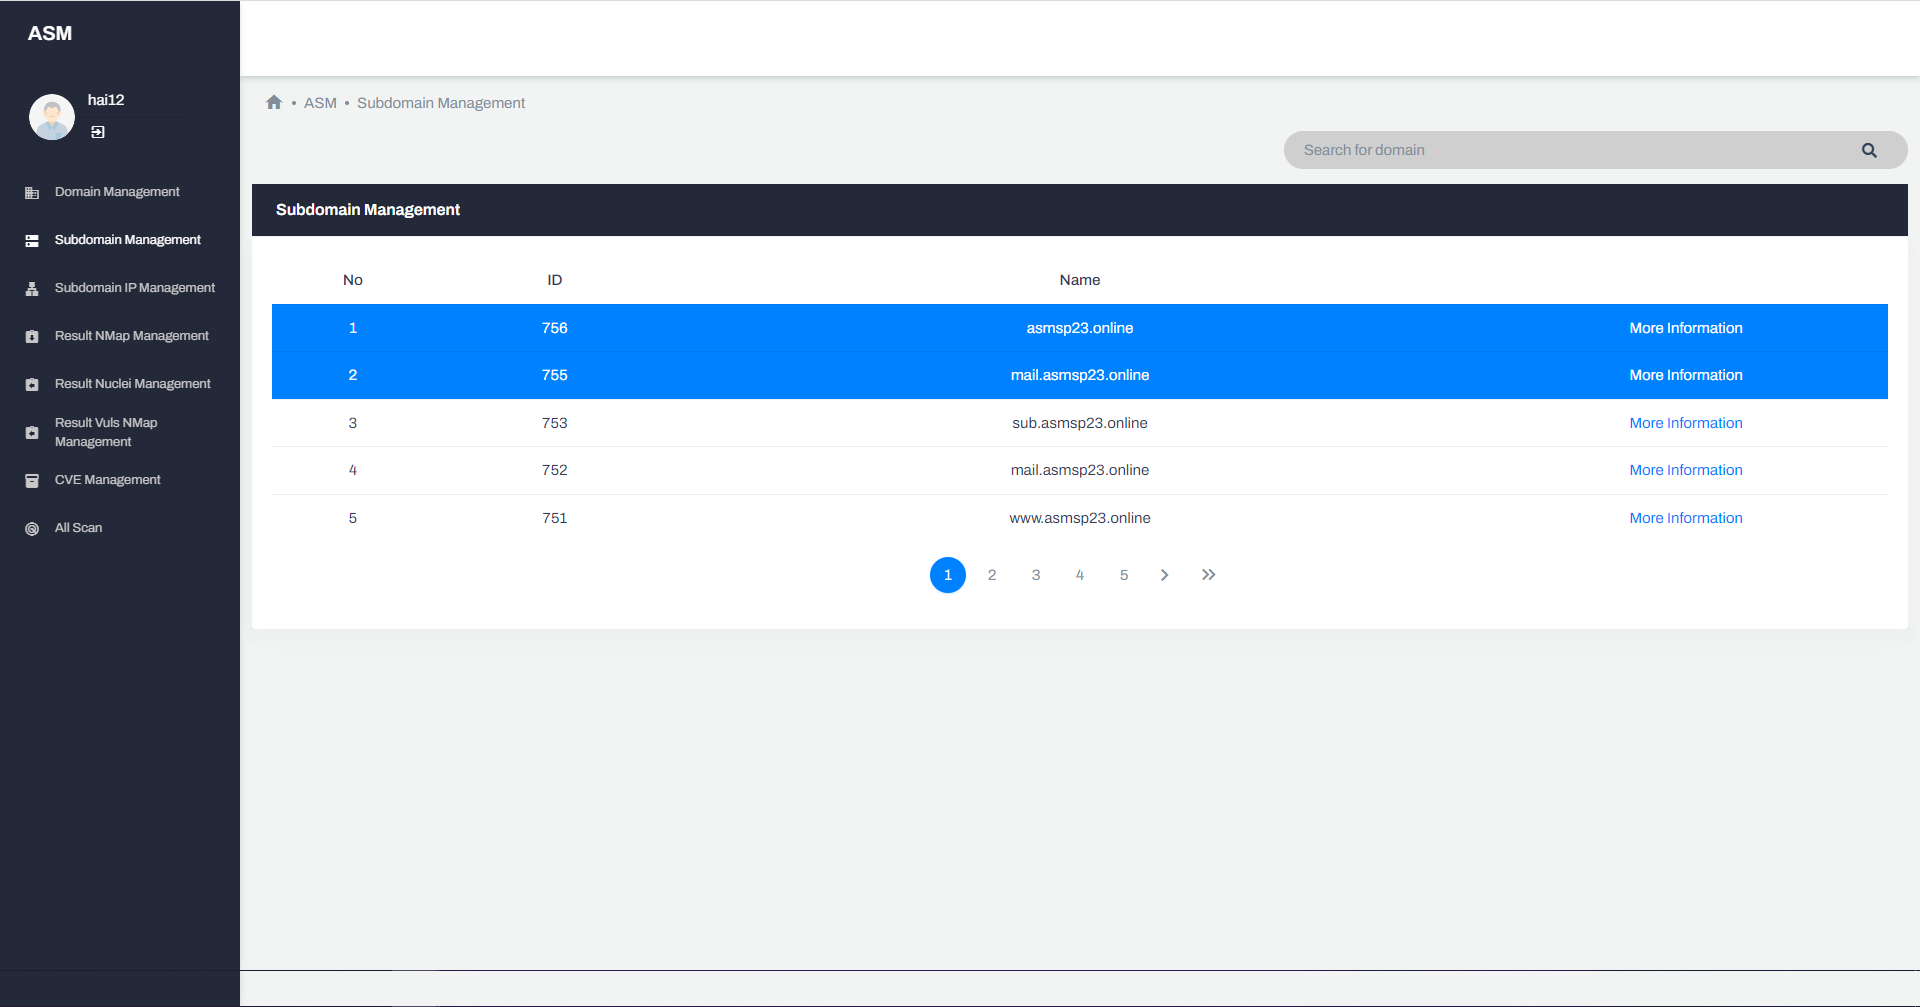 ASM
hai12
Domain Management
Subdomain Management
Subdomain IP Management
Result NMap Management
Result Nuclei Management
Result Vuls NMap
Management
CVE Management
All Scan
ASM • Subdomain Management
Search for domain
Subdomain Management
No ID Name
1 756 asmsp23.online More Information
2 755 mail.asmsp23.online More Information
3 753 sub.asmsp23.online More Information
4 752 mail.asmsp23.online More Information
5 751 www.asmsp23.online More Information
1 2 3 4 5